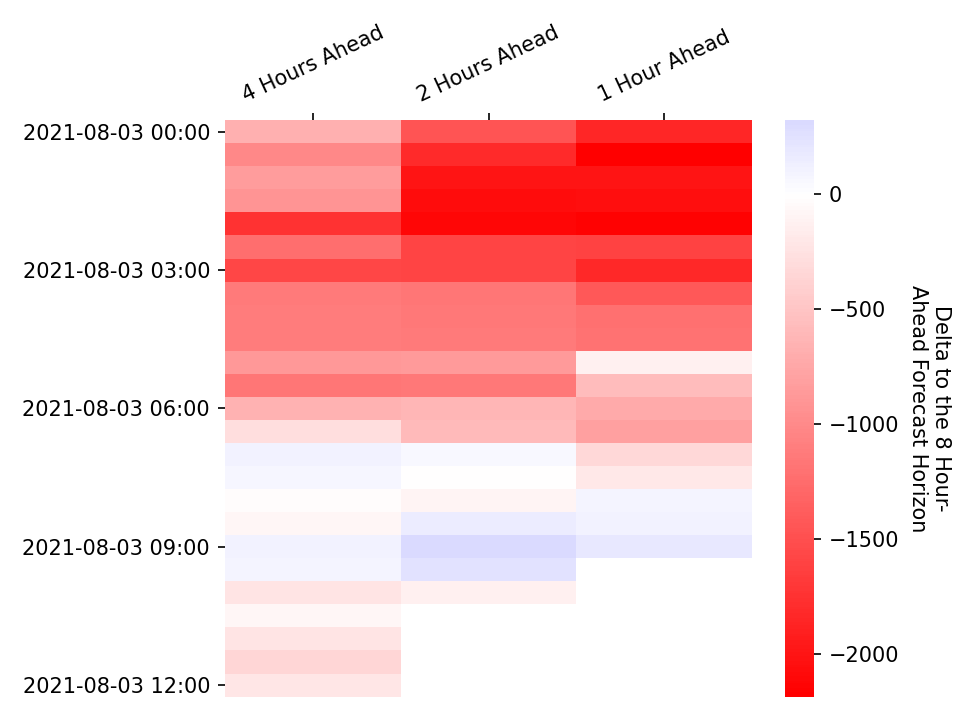 4 Hours Ahead
2 Hours Ahead
1 Hour Ahead
2021-08-03 00:00
2021-08-03 03:00
2021-08-03 06:00
2021-08-03 09:00
2021-08-03 12:00
0
−500
−1000
−1500
−2000
Delta to the 8 Hour-
Ahead Forecast Horizon